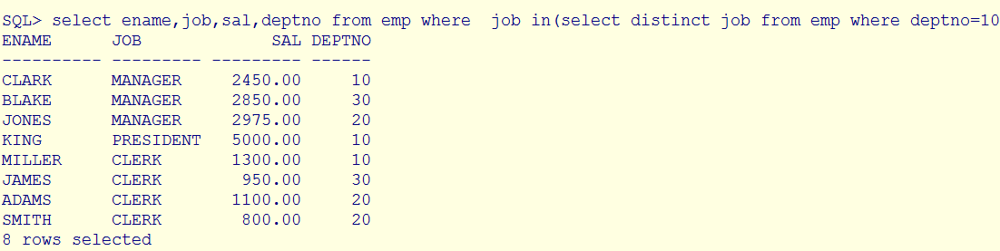 SQL> select ename,job,sal,deptno from emp where  job in(select distinct job from emp where deptno=10
ENAME      JOB             SAL DEPTNO
---------- --------- --------- ------
CLARK      MANAGER     2450.00     10
BLAKE      MANAGER     2850.00     30
JONES      MANAGER     2975.00     20
KING       PRESIDENT   5000.00     10
MILLER     CLERK       1300.00     10
JAMES      CLERK        950.00     30
ADAMS      CLERK       1100.00     20
SMITH      CLERK        800.00     20
8 rows selected